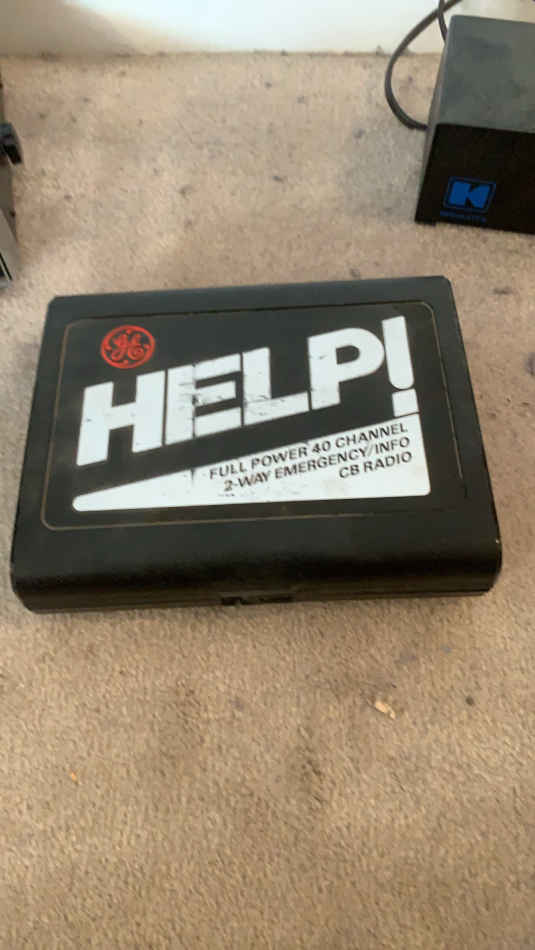 GE
HELP!
FULL POWER 40 CHANNEL
2-WAY EMERGENCY/INFO
CB RADIO
K